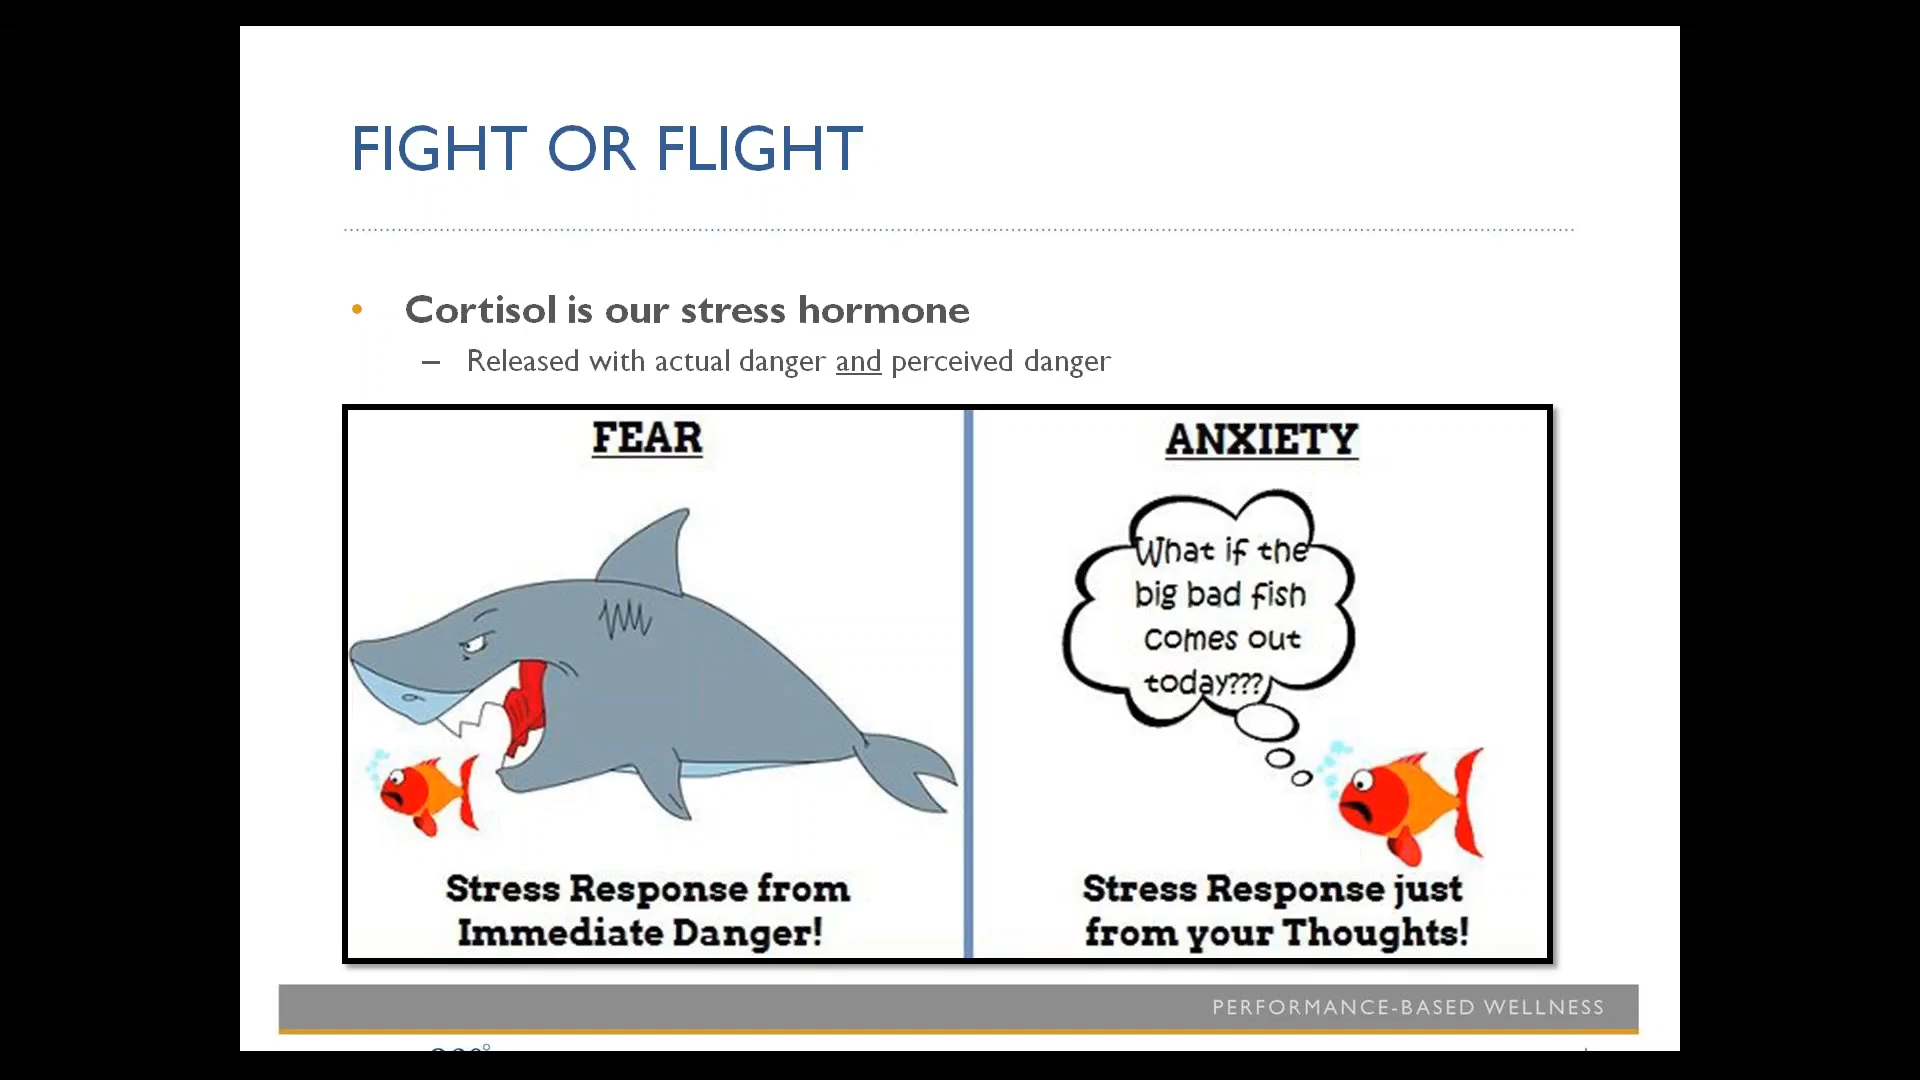 FIGHT OR FLIGHT
• Cortisol is our stress hormone
– Released with actual danger and perceived danger
FEAR
Stress Response from
Immediate Danger!
ANXIETY
What if the
big bad fish
comes out
today???
Stress Response just
from your Thoughts!
PERFORMANCE-BASED WELLNESS